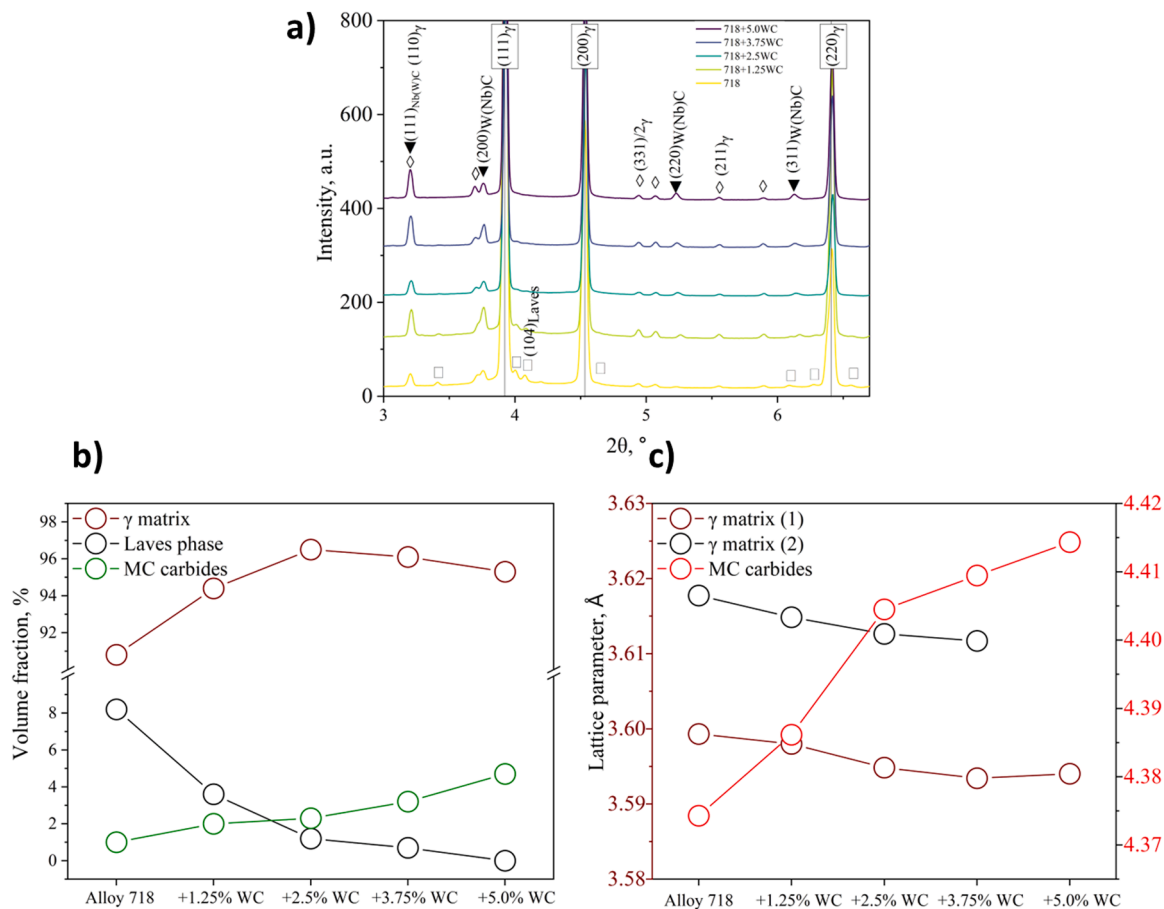 a)
800
600
400
200
0
Intensity, a.u.
3
4
5
6
2θ, °
(111)Nb(W)C (110)γ
(200)W(Nb)C
(111)γ
(200)γ
(331)/2γ
(220)W(Nb)C
(211)γ
(311)W(Nb)C
(220)γ
(104)Laves
718+5.0WC
718+3.75WC
718+2.5WC
718+1.25WC
718
b)
γ matrix
Laves phase
MC carbides
98
96
94
92
8
6
4
2
0
Volume fraction, %
Alloy 718
+1.25% WC
+2.5% WC
+3.75% WC
+5.0% WC
c)
γ matrix (1)
γ matrix (2)
MC carbides
3.63
3.62
3.61
3.60
3.59
3.58
Lattice parameter, Å
4.42
4.41
4.40
4.39
4.38
4.37
Alloy 718
+1.25% WC
+2.5% WC
+3.75% WC
+5.0% WC